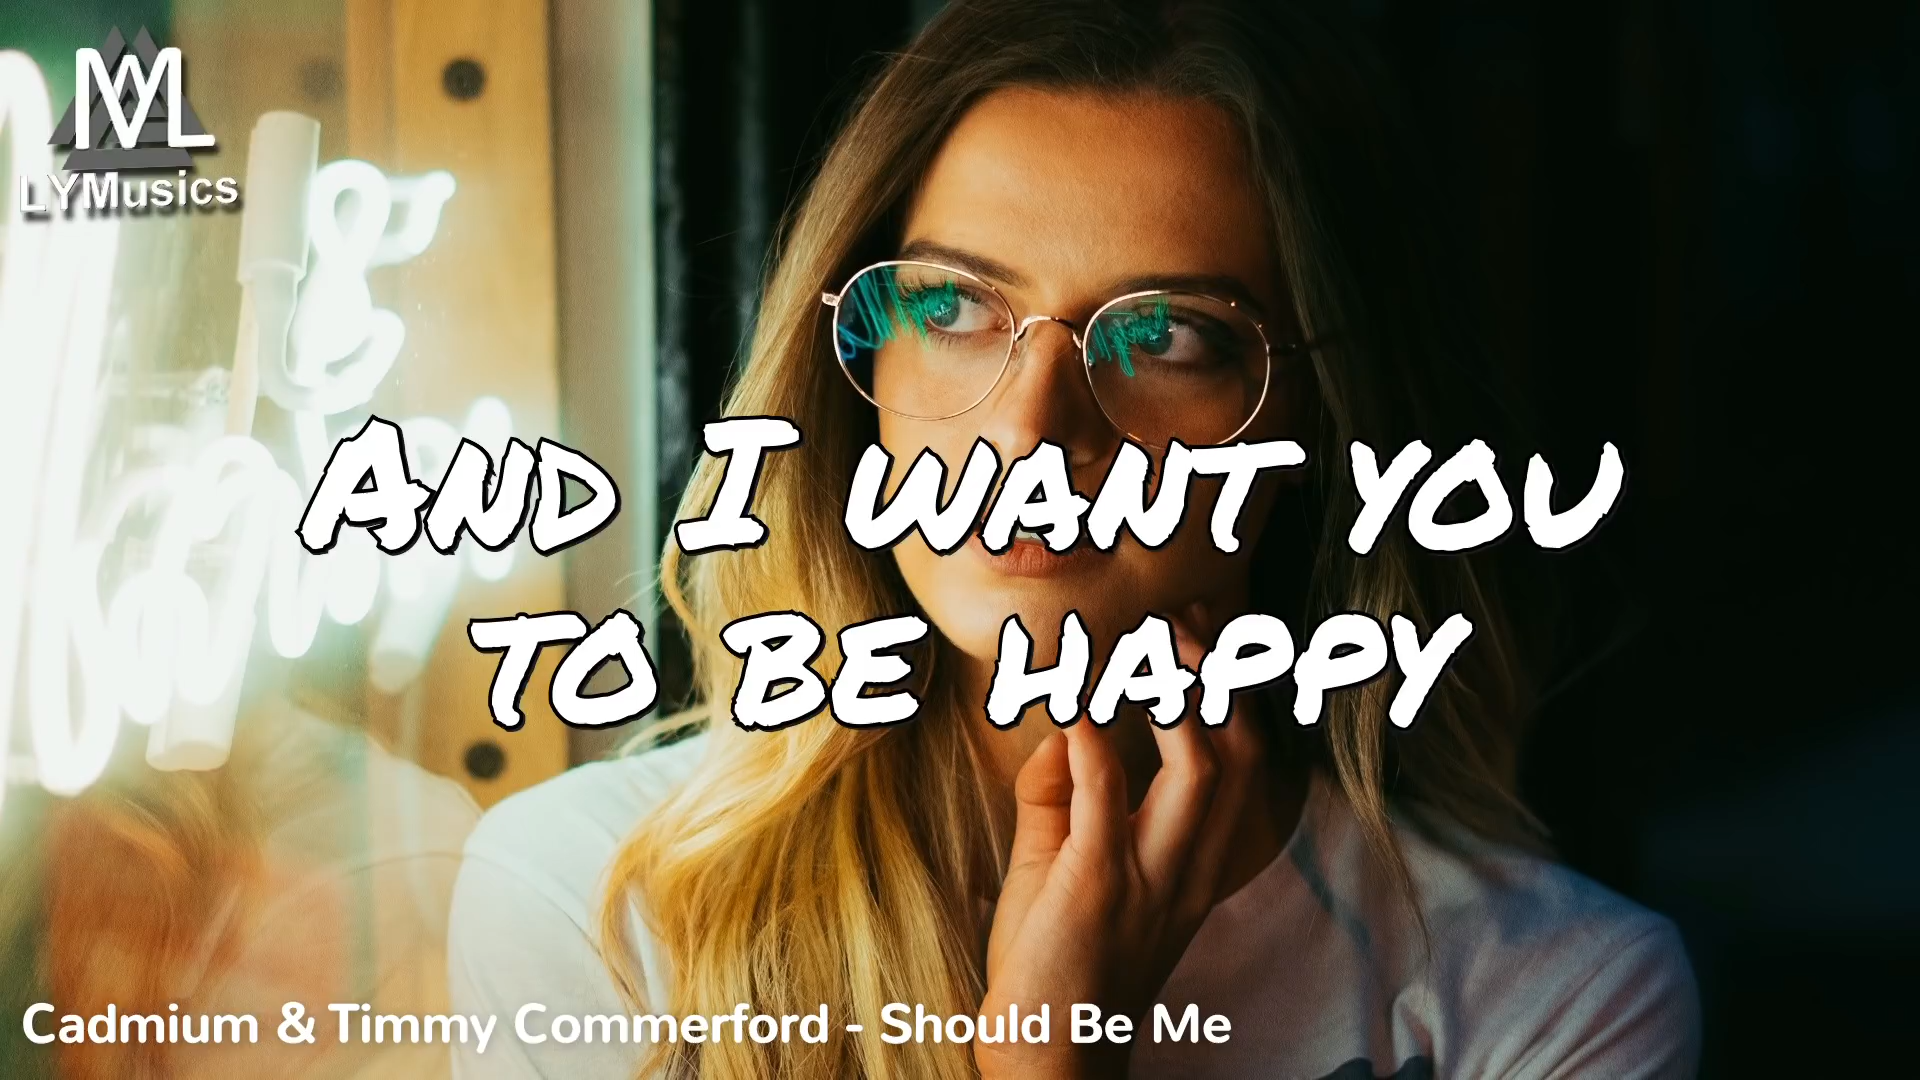 LYMusics
And I want you
to be happy
Cadmium & Timmy Commerford - Should Be Me